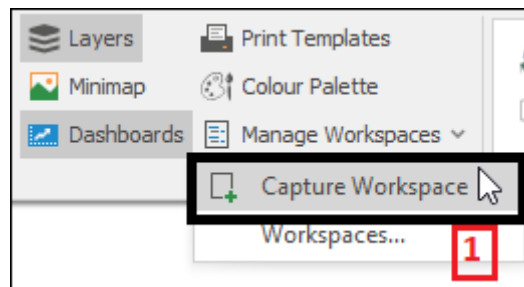 Layers
Print Templates
Minimap
Colour Palette
Dashboards
Manage Workspaces
Capture Workspace
Workspaces...
1